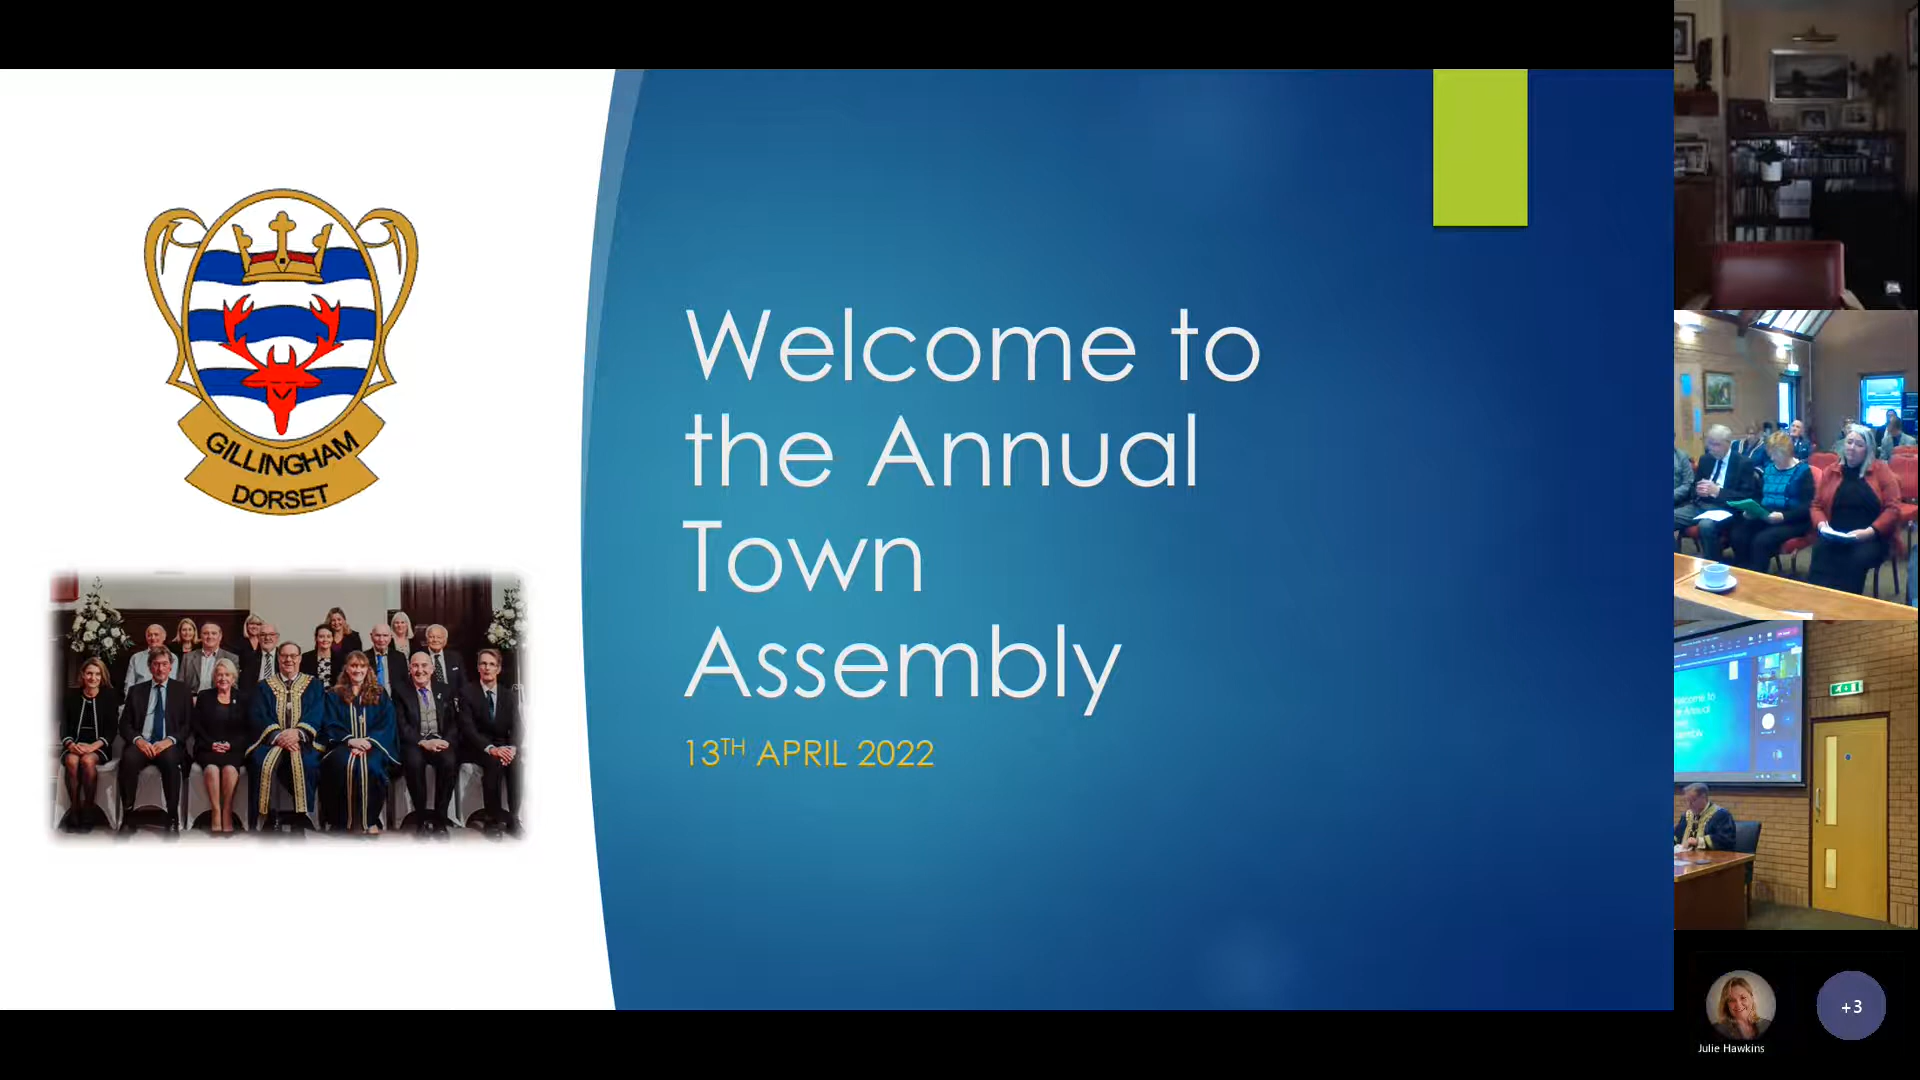 GILLINGHAM
DORSET
Welcome to
the Annual
Town
Assembly
13TH APRIL 2022
+3
Julie Hawkins